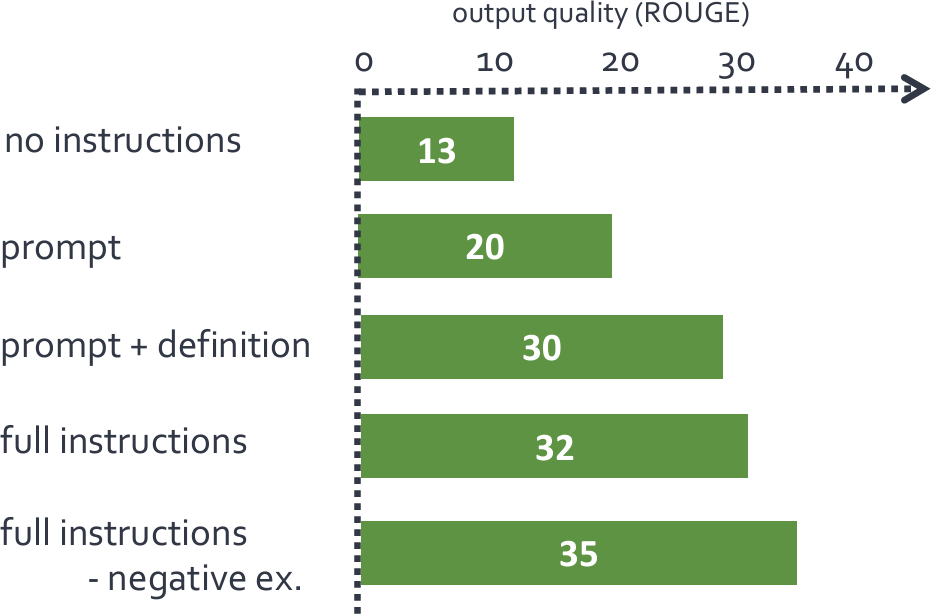 output quality (ROUGE)
0 10 20 30 40
no instructions
13
prompt
20
prompt + definition
30
full instructions
32
full instructions
- negative ex.
35